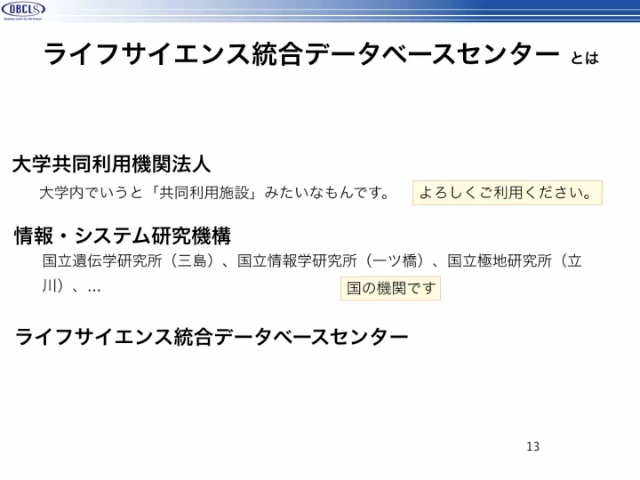 DBCLS
ライフサイエンス統合データベースセンター とは
大学共同利用機関法人
大学内でいうと「共同利用施設」みたいなもんです。 よろしくご利用ください。
情報・システム研究機構
国立遺伝学研究所（三島）、国立情報学研究所（一ツ橋）、国立極地研究所（立
川）、...
国の機関です
ライフサイエンス統合データベースセンター
13